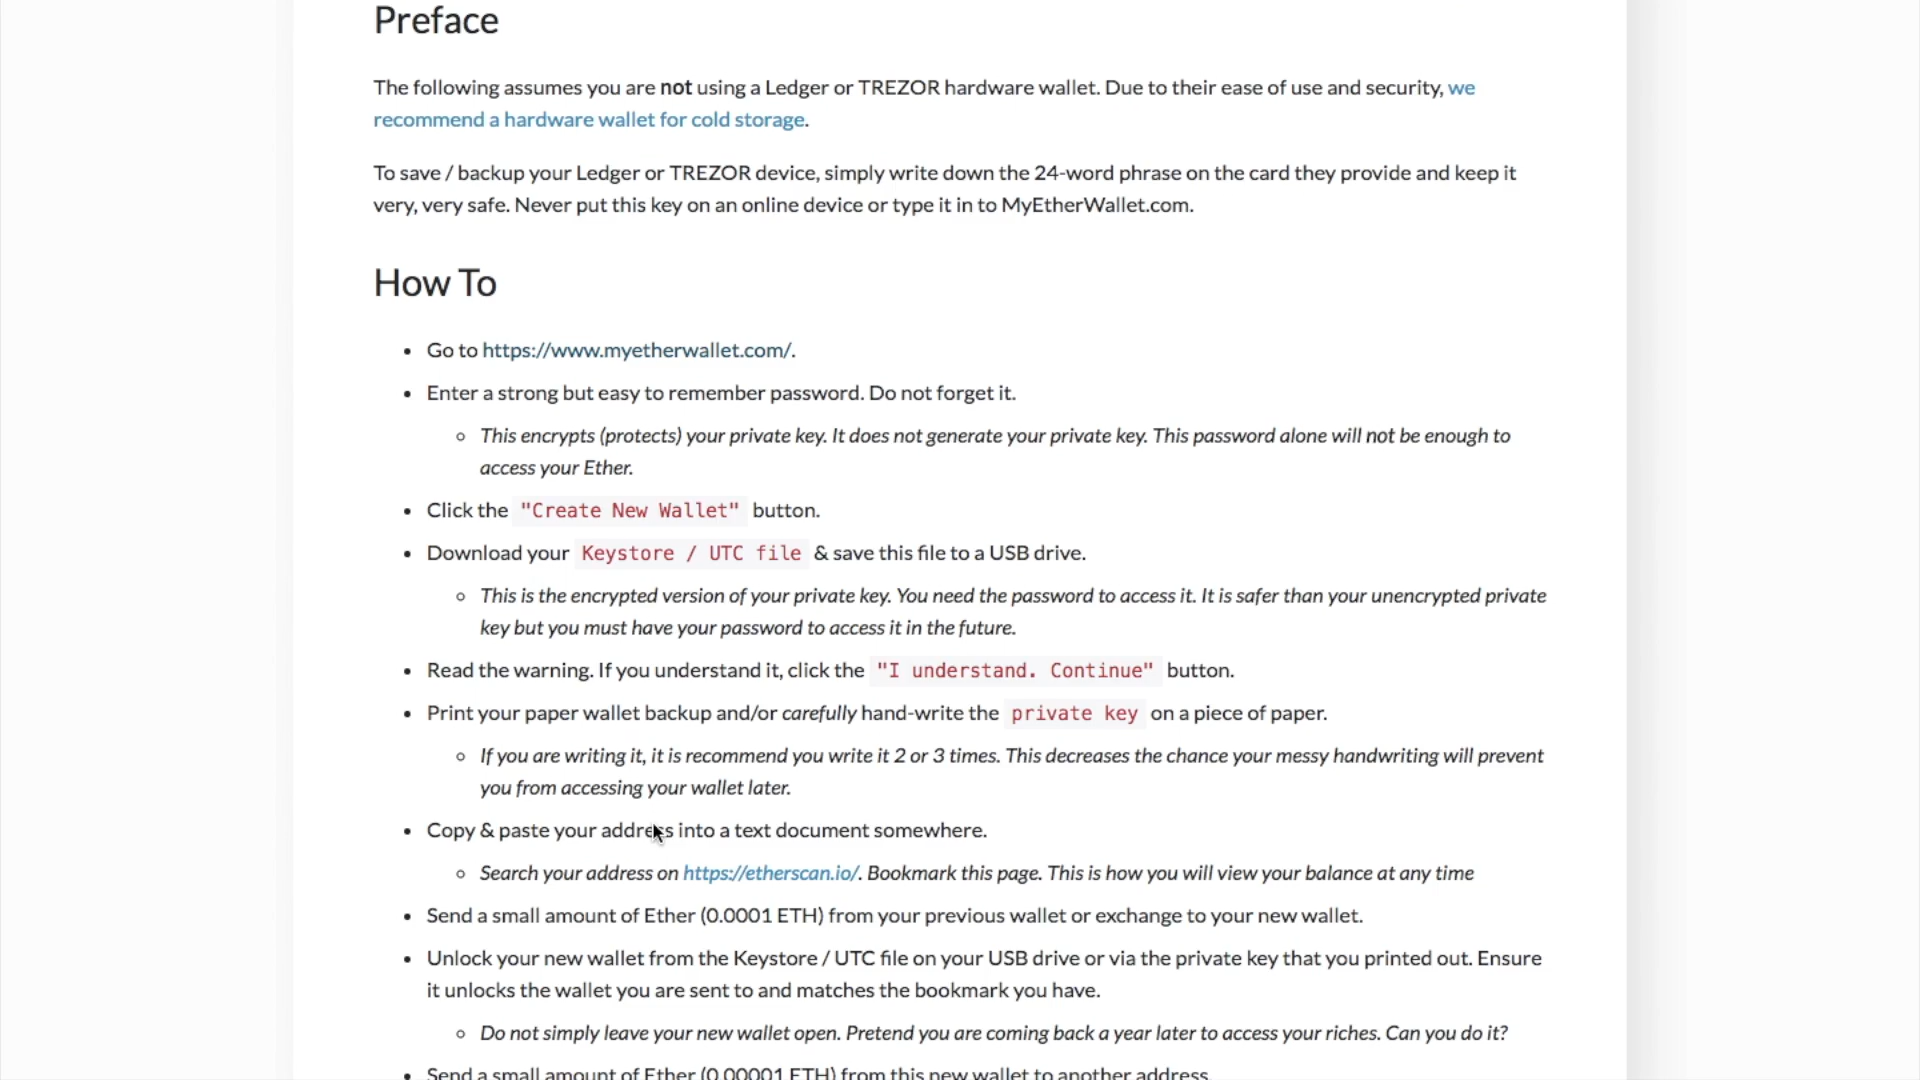 Preface
The following assumes you are not using a Ledger or TREZOR hardware wallet. Due to their ease of use and security, we
recommend a hardware wallet for cold storage.
To save / backup your Ledger or TREZOR device, simply write down the 24-word phrase on the card they provide and keep it
very, very safe. Never put this key on an online device or type it in to MyEtherWallet.com.
How To
• Go to https://www.myetherwallet.com/.
• Enter a strong but easy to remember password. Do not forget it.
◦ This encrypts (protects) your private key. It does not generate your private key. This password alone will not be enough to
access your Ether.
• Click the "Create New Wallet" button.
• Download your Keystore / UTC file & save this file to a USB drive.
◦ This is the encrypted version of your private key. You need the password to access it. It is safer than your unencrypted private
key but you must have your password to access it in the future.
• Read the warning. If you understand it, click the "I understand. Continue" button.
• Print your paper wallet backup and/or carefully hand-write the private key on a piece of paper.
◦ If you are writing it, it is recommend you write it 2 or 3 times. This decreases the chance your messy handwriting will prevent
you from accessing your wallet later.
• Copy & paste your address into a text document somewhere.
◦ Search your address on https://etherscan.io/. Bookmark this page. This is how you will view your balance at any time
• Send a small amount of Ether (0.0001 ETH) from your previous wallet or exchange to your new wallet.
• Unlock your new wallet from the Keystore / UTC file on your USB drive or via the private key that you printed out. Ensure
it unlocks the wallet you are sent to and matches the bookmark you have.
◦ Do not simply leave your new wallet open. Pretend you are coming back a year later to access your riches. Can you do it?
• Send a small amount of Ether (0.00001 ETH) from this new wallet to another address.